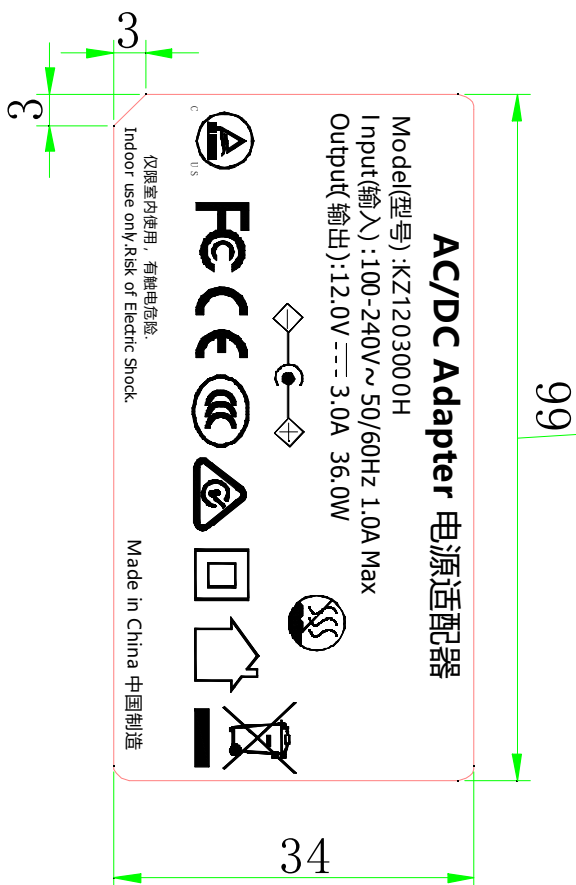 3
3
AC/DC Adapter 电源适配器
Model(型号):KZ1203000H
Input(输入):100-240V~ 50/60Hz 1.0A Max
Output(输出):12.0V⎓3.0A 36.0W
C US
FC CE CCC
仅限室内使用，有触电危险.
Indoor use only.Risk of Electric Shock.
Made in China 中国制造
66
34